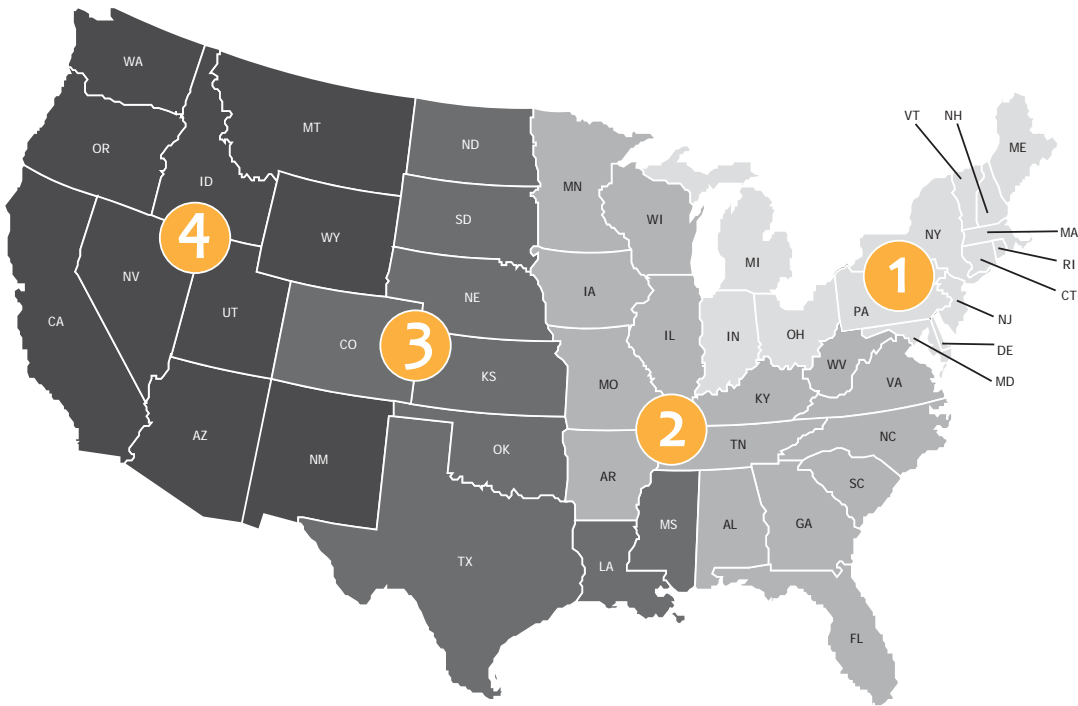 WA
VT
NH
MT
ND
ME
OR
ID
MN
SD
WI
NY
MA
4
WY
MI
RI
NV
1
CT
UT
NE
IA
PA
NJ
CA
CO
3
IL
IN
OH
DE
KS
MO
WV
VA
MD
KY
AZ
2
NC
TN
NM
OK
AR
SC
MS
AL
GA
TX
LA
FL